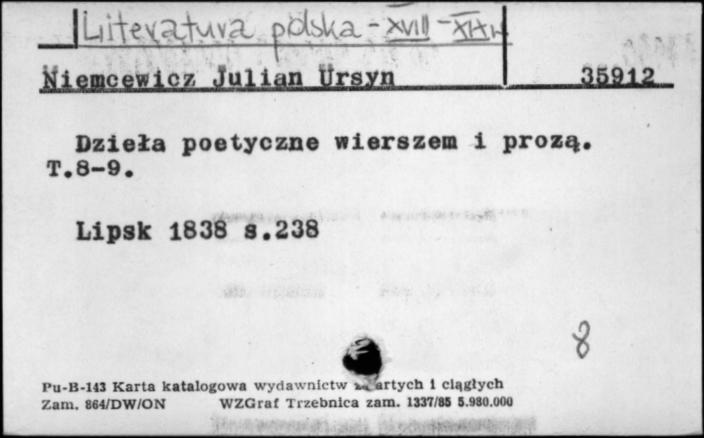 Literatura polska - XVIII - XIX w
Niemcewicz Julian Ursyn 35912
Dzieła poetyczne wierszem i prozą.
T.8-9.
Lipsk 1838 s.238
8
Pu-B-143 Karta katalogowa wydawnictw zwartych i ciągłych
Zam. 864/DW/ON WZGraf Trzebnica zam. 1337/85 5.980.000